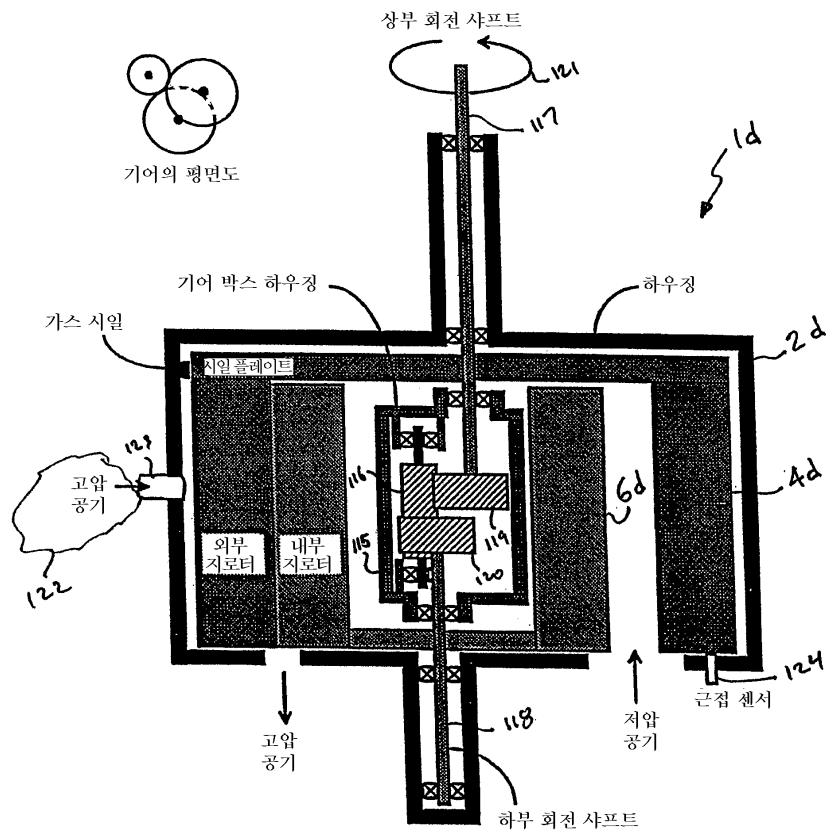 상부 회전 샤프트
121
117
1d
기어의 평면도
기어 박스 하우징
하우징
가스 시일
2d
시일플레이트
123
고압
공기
116
6d
4d
119
외부
지로터
내부
지로터
115
120
122
124
근접 센서
고압
공기
118
저압
공기
하부 회전 샤프트